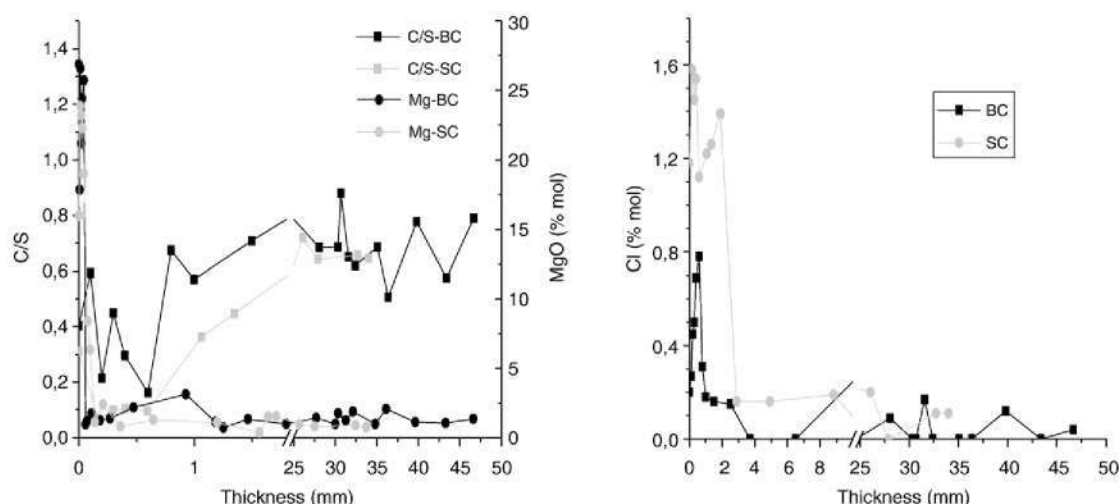 C/S
1,4
1,2
1,0
0,8
0,6
0,4
0,2
0,0
30
25
20
15
10
5
0
MgO (% mol)
C/S-BC
C/S-SC
Mg-BC
Mg-SC
0 1 25 30 35 40 45 50
Thickness (mm)
Cl (% mol)
1,6
1,2
0,8
0,4
0,0
BC
SC
0 2 4 6 8 25 30 35 40 45 50
Thickness (mm)